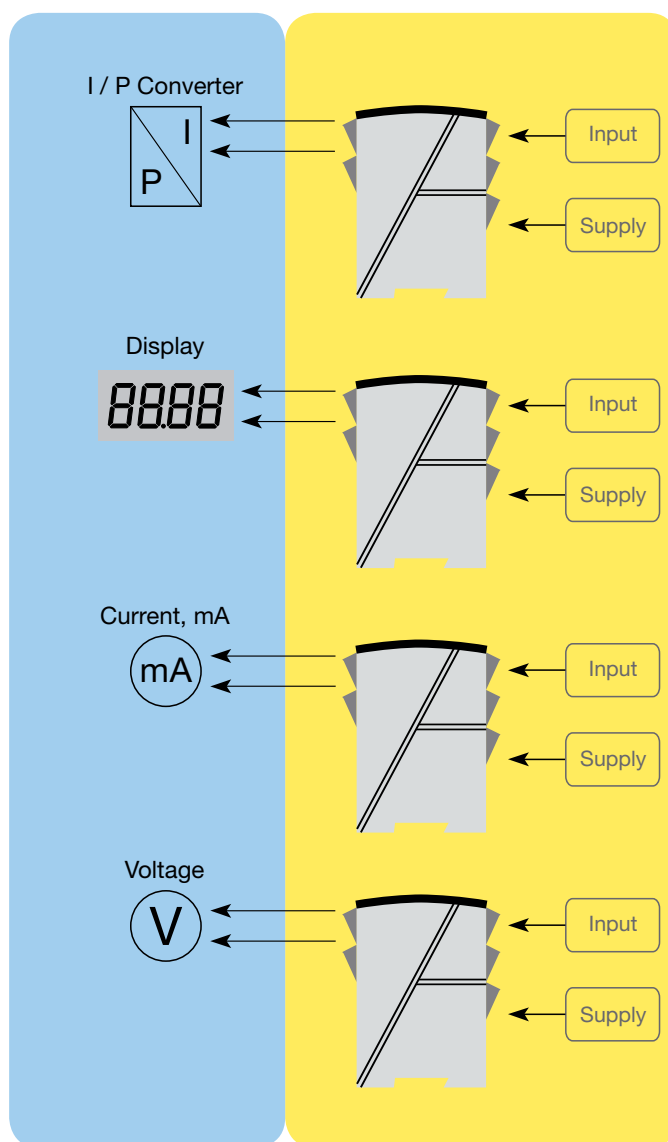 I / P Converter
I
P
Input
Supply
Display
88.88
Input
Supply
Current, mA
mA
Input
Supply
Voltage
V
Input
Supply